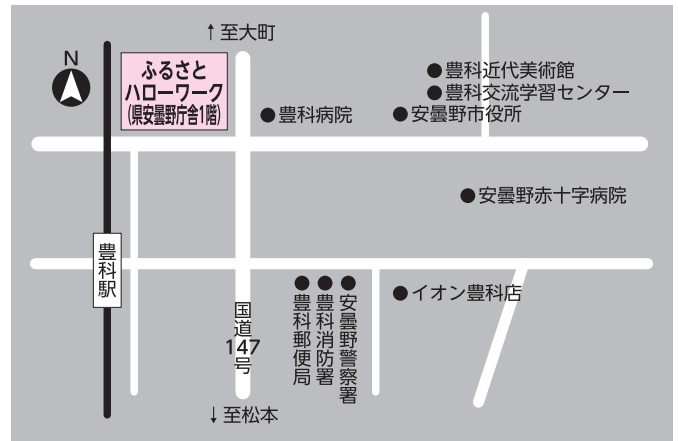 ↑至大町
N
ふるさと
ハローワーク
(県安曇野庁舎1階)
●豊科近代美術館
●豊科交流学習センター
●豊科病院
●安曇野市役所
●安曇野赤十字病院
豊科駅
●イオン豊科店
国道147号
●豊科郵便局
●豊科消防署
●安曇野警察署
↓至松本